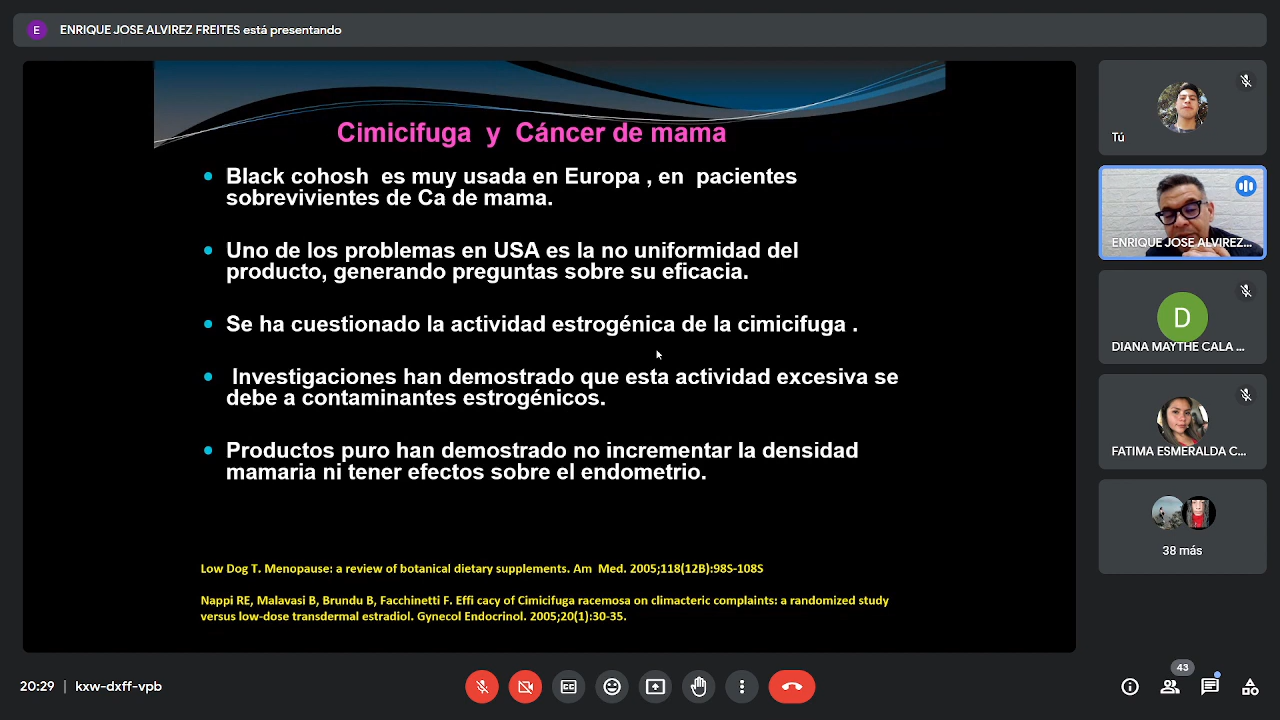 E ENRIQUE JOSE ALVIREZ FREITES está presentando
Cimicifuga y Cáncer de mama
Black cohosh es muy usada en Europa , en pacientes
sobrevivientes de Ca de mama.
Uno de los problemas en USA es la no uniformidad del
producto, generando preguntas sobre su eficacia.
Se ha cuestionado la actividad estrogénica de la cimicifuga .
Investigaciones han demostrado que esta actividad excesiva se
debe a contaminantes estrogénicos.
Productos puro han demostrado no incrementar la densidad
mamaria ni tener efectos sobre el endometrio.
Low Dog T. Menopause: a review of botanical dietary supplements. Am Med. 2005;118(12B):98S-108S
Nappi RE, Malavasi B, Brundu B, Facchinetti F. Effi cacy of Cimicifuga racemosa on climacteric complaints: a randomized study
versus low-dose transdermal estradiol. Gynecol Endocrinol. 2005;20(1):30-35.
Tú
ENRIQUE JOSE ALVIREZ...
D
DIANA MAYTHE CALA ...
FATIMA ESMERALDA C...
38 más
20:29 | kxw-dxff-vpb
43